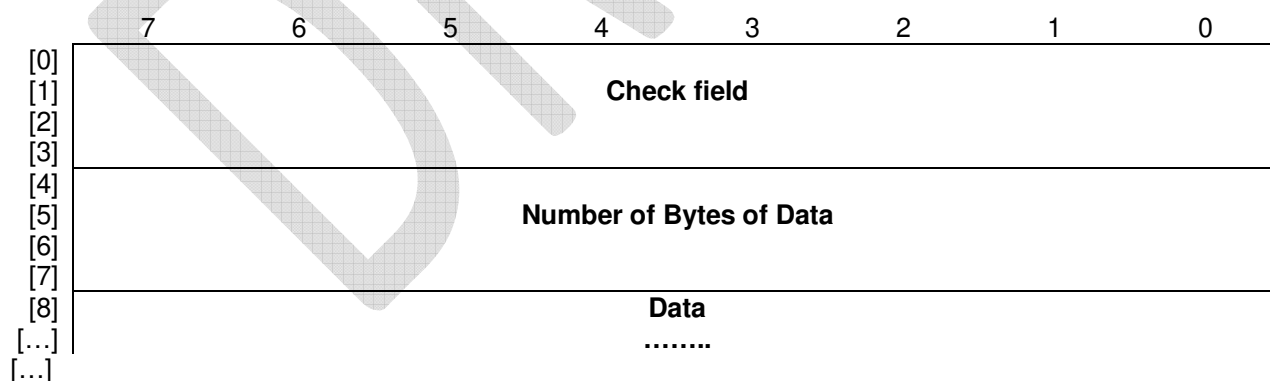 7 6 5 4 3 2 1 0
[0]
[1] Check field
[2]
[3]
[4]
[5] Number of Bytes of Data
[6]
[7]
[8] Data
[…] ……..
[…]